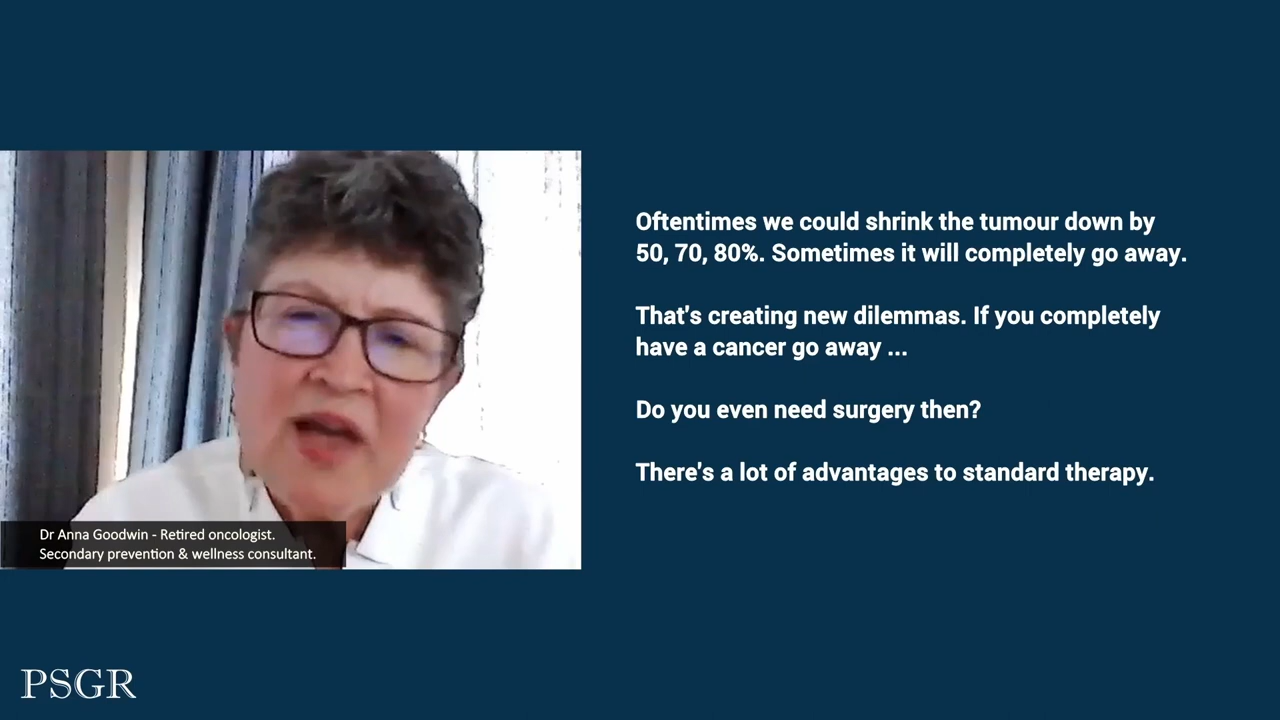 Oftentimes we could shrink the tumour down by
50, 70, 80%. Sometimes it will completely go away.
That's creating new dilemmas. If you completely
have a cancer go away ...
Do you even need surgery then?
There's a lot of advantages to standard therapy.
Dr Anna Goodwin - Retired oncologist.
Secondary prevention & wellness consultant.
PSGR